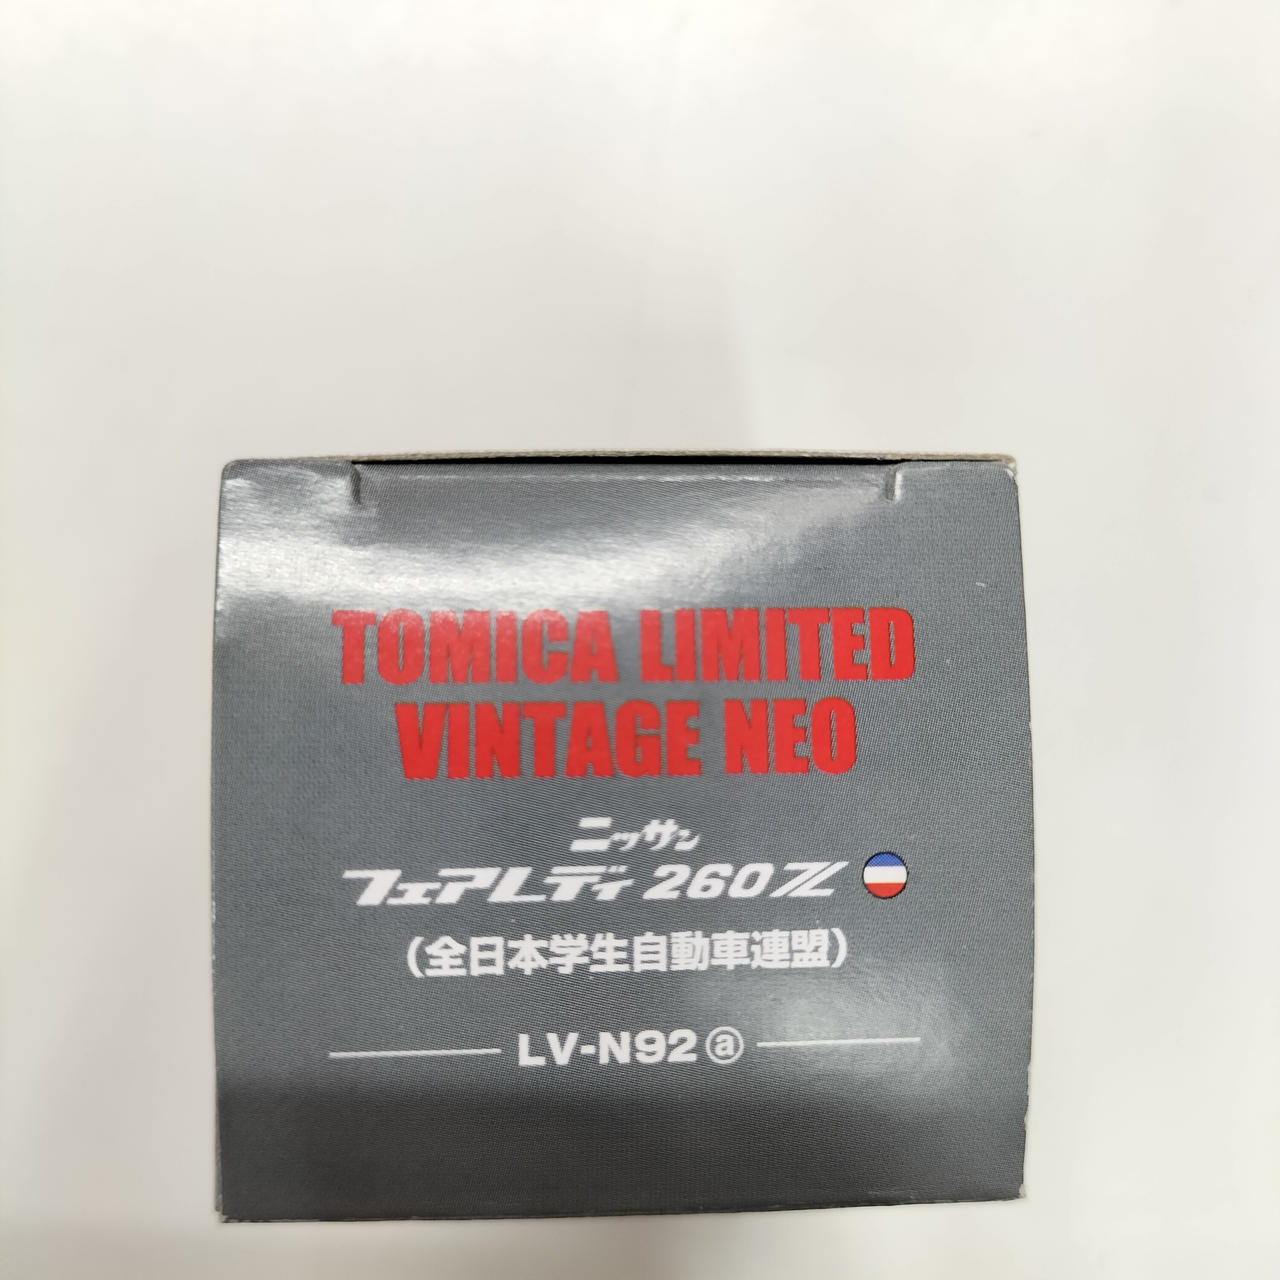 TOMICA LIMITED
VINTAGE NEO
ニッサン
フェアレディ 260Z
(全日本学生自動車連盟)
LV-N92 ⓐ